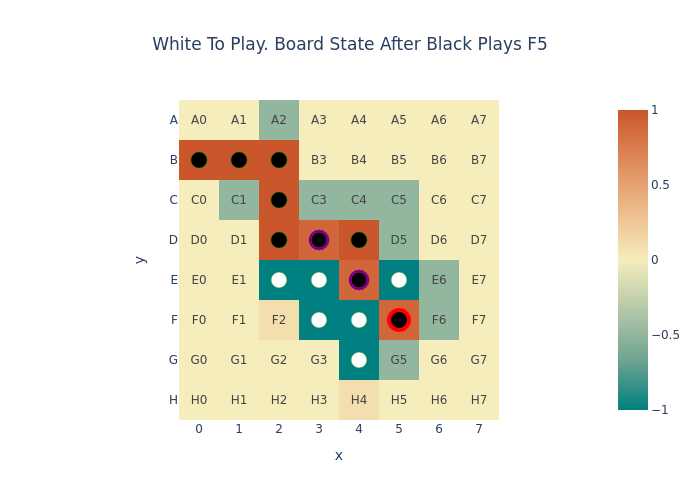 White To Play. Board State After Black Plays F5
A A0 A1 A2 A3 A4 A5 A6 A7
B B3 B4 B5 B6 B7
C C0 C1 C3 C4 C5 C6 C7
D D0 D1 D5 D6 D7
E E0 E1 E6 E7
F F0 F1 F2 F6 F7
G G0 G1 G2 G3 G5 G6 G7
H H0 H1 H2 H3 H4 H5 H6 H7
0 1 2 3 4 5 6 7
x
y
1
0.5
0
−0.5
−1